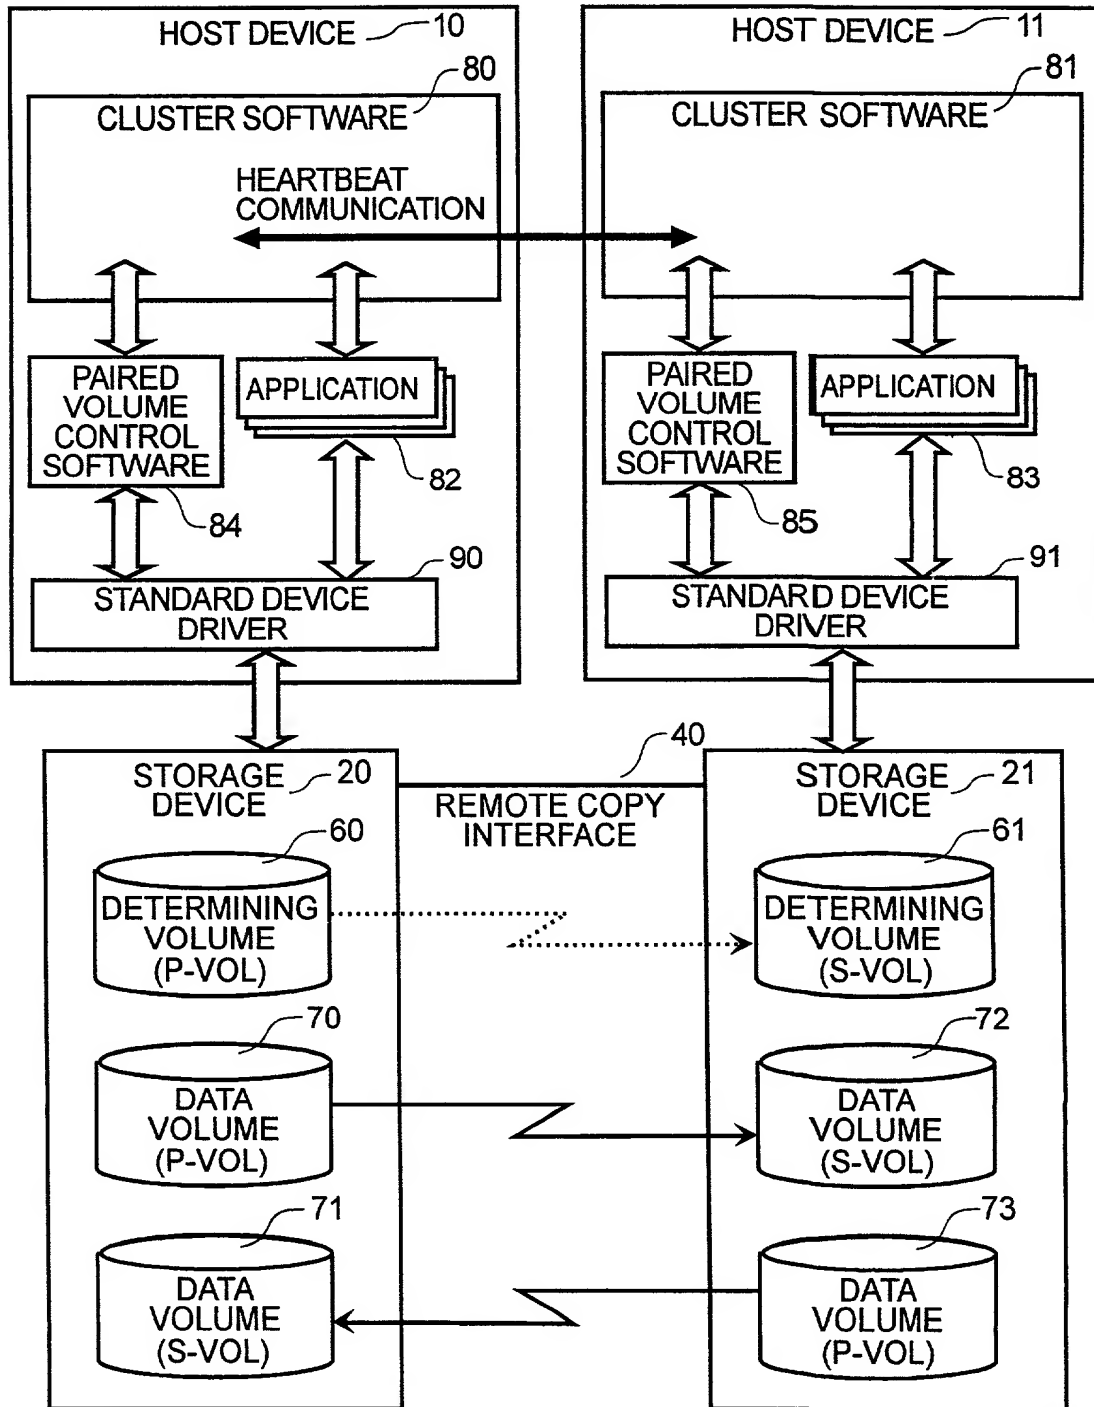 HOST DEVICE 10
80
CLUSTER SOFTWARE
HEARTBEAT
COMMUNICATION
PAIRED
VOLUME
CONTROL
SOFTWARE
84
APPLICATION
82
90
STANDARD DEVICE
DRIVER
HOST DEVICE 11
81
CLUSTER SOFTWARE
PAIRED
VOLUME
CONTROL
SOFTWARE
85
APPLICATION
83
91
STANDARD DEVICE
DRIVER
STORAGE
DEVICE
20
40
REMOTE COPY
INTERFACE
STORAGE
DEVICE
21
60
DETERMINING
VOLUME
(P-VOL)
61
DETERMINING
VOLUME
(S-VOL)
70
DATA
VOLUME
(P-VOL)
72
DATA
VOLUME
(S-VOL)
71
DATA
VOLUME
(S-VOL)
73
DATA
VOLUME
(P-VOL)